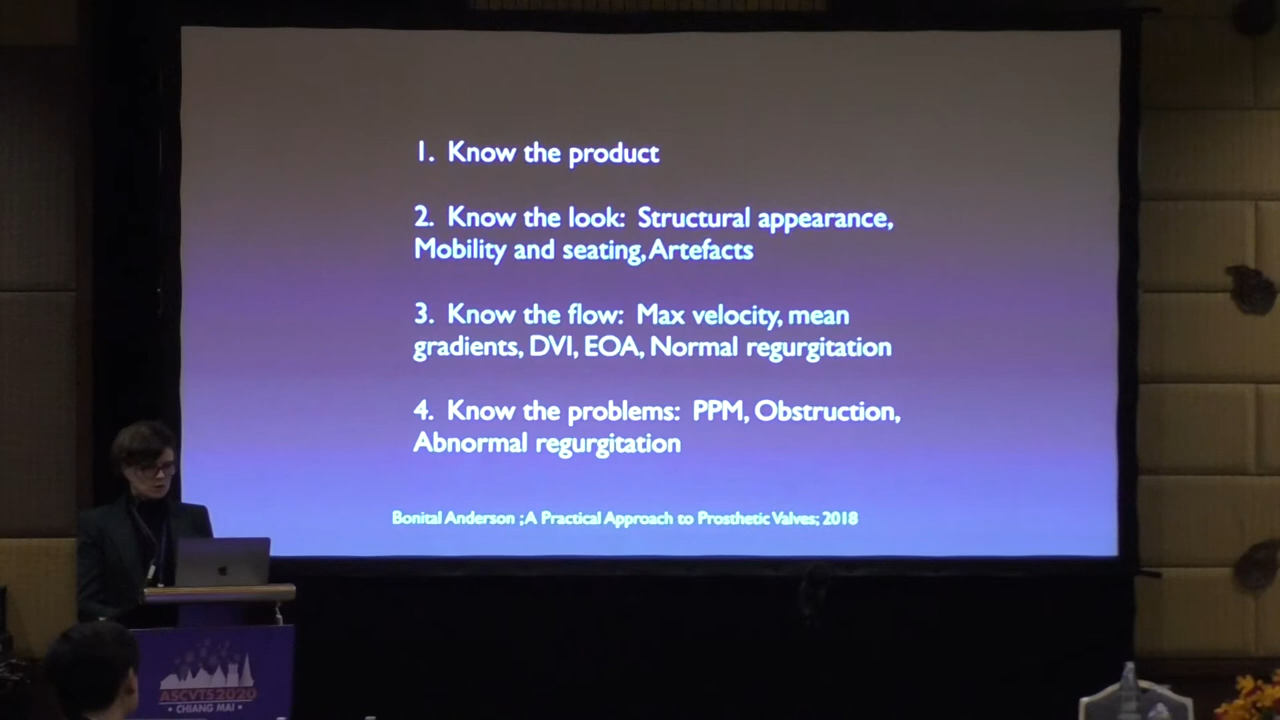 1. Know the product
2. Know the look: Structural appearance,
Mobility and seating, Artefacts
3. Know the flow: Max velocity, mean
gradients, DVI, EOA, Normal regurgitation
4. Know the problems: PPM, Obstruction,
Abnormal regurgitation
Bonital Anderson ; A Practical Approach to Prosthetic Valves; 2018
ASCVTS 2020
• CHIANG MAI •